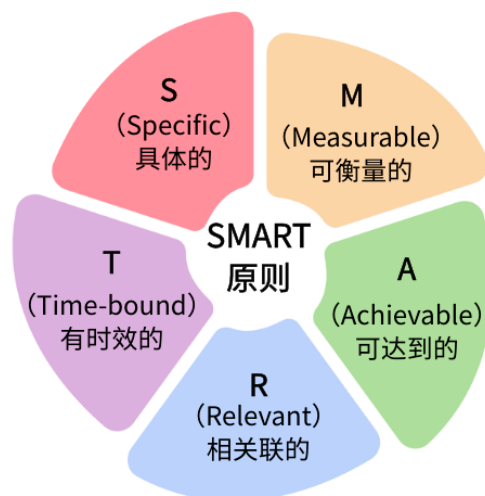 S
（Specific）
具体的
M
（Measurable）
可衡量的
SMART
原则
T
（Time-bound）
有时效的
A
（Achievable）
可达到的
R
（Relevant）
相关联的